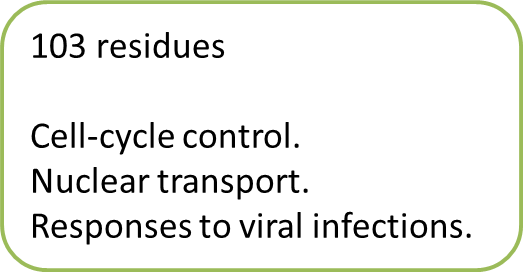 103 residues
Cell-cycle control.
Nuclear transport.
Responses to viral infections.